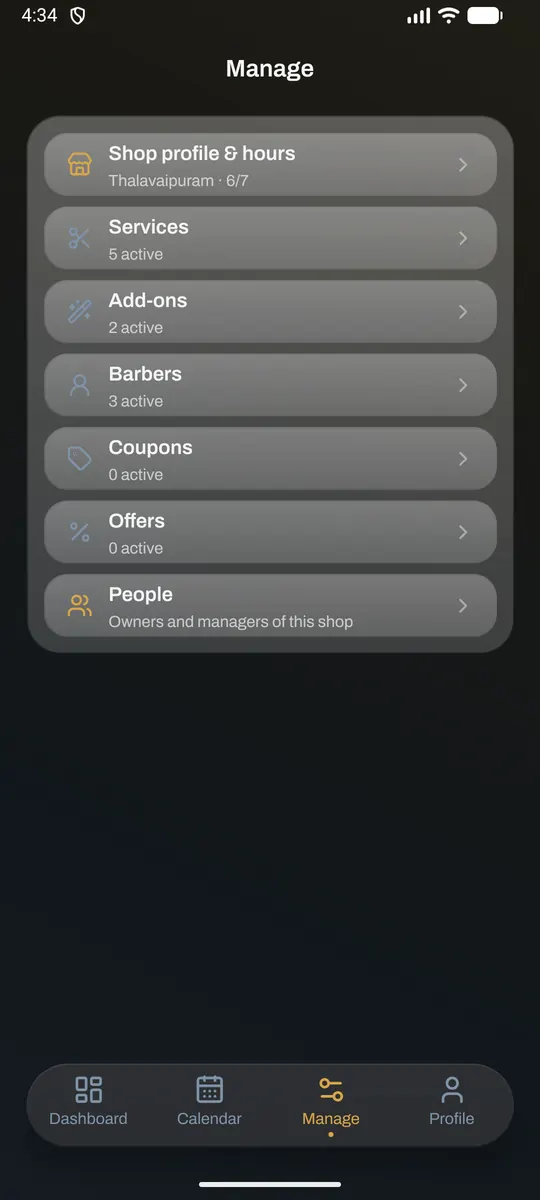 4:34
Manage
Shop profile & hours
Thalavaipuram · 6/7
Services
5 active
Add-ons
2 active
Barbers
3 active
Coupons
0 active
Offers
0 active
People
Owners and managers of this shop
Dashboard
Calendar
Manage
Profile